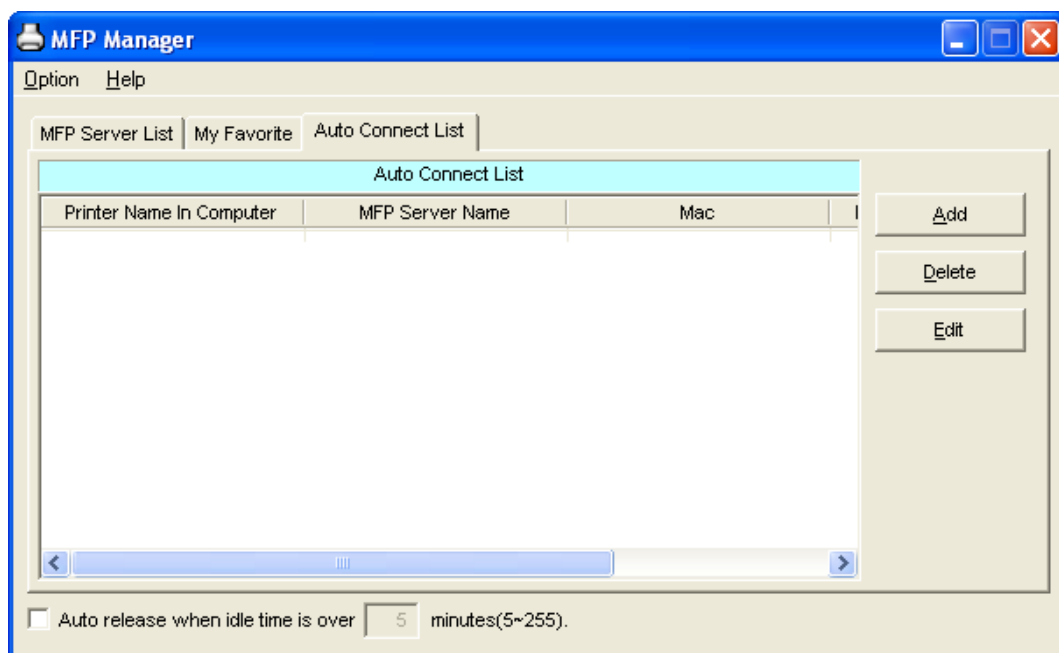 MFP Manager
Option Help
MFP Server List My Favorite Auto Connect List
Auto Connect List
Printer Name In Computer MFP Server Name Mac
Add
Delete
Edit
Auto release when idle time is over 5 minutes(5~255).